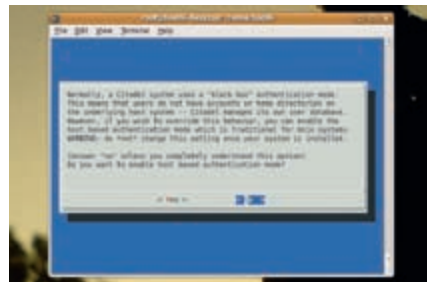 File Edit View Terminal Help
Normally, a Citadel system uses a "black box" authentication mode.
This means that users do not have accounts or home directories on
the underlying host system -- Citadel manages its own user database.
However, if you wish to override this behavior, you can enable the
host based authentication mode which is traditional for Unix systems.
WARNING: do *not* change this setting once your system is installed.
(Answer "no" unless you completely understand this option)
Do you want to enable host based authentication mode?
< Yes >